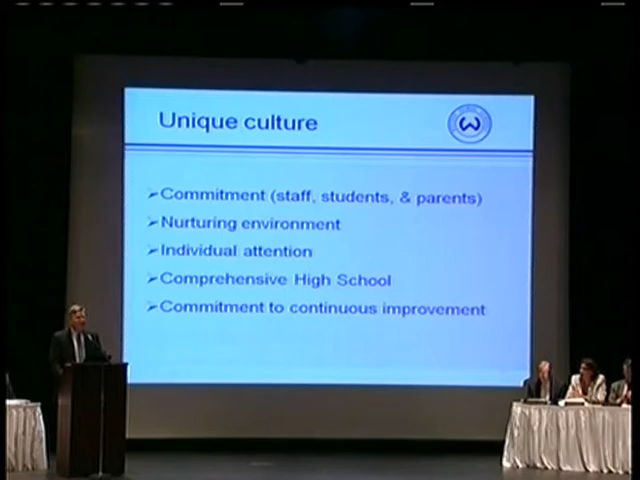 Unique culture
➢Commitment (staff, students, & parents)
➢Nurturing environment
➢Individual attention
➢Comprehensive High School
➢Commitment to continuous improvement